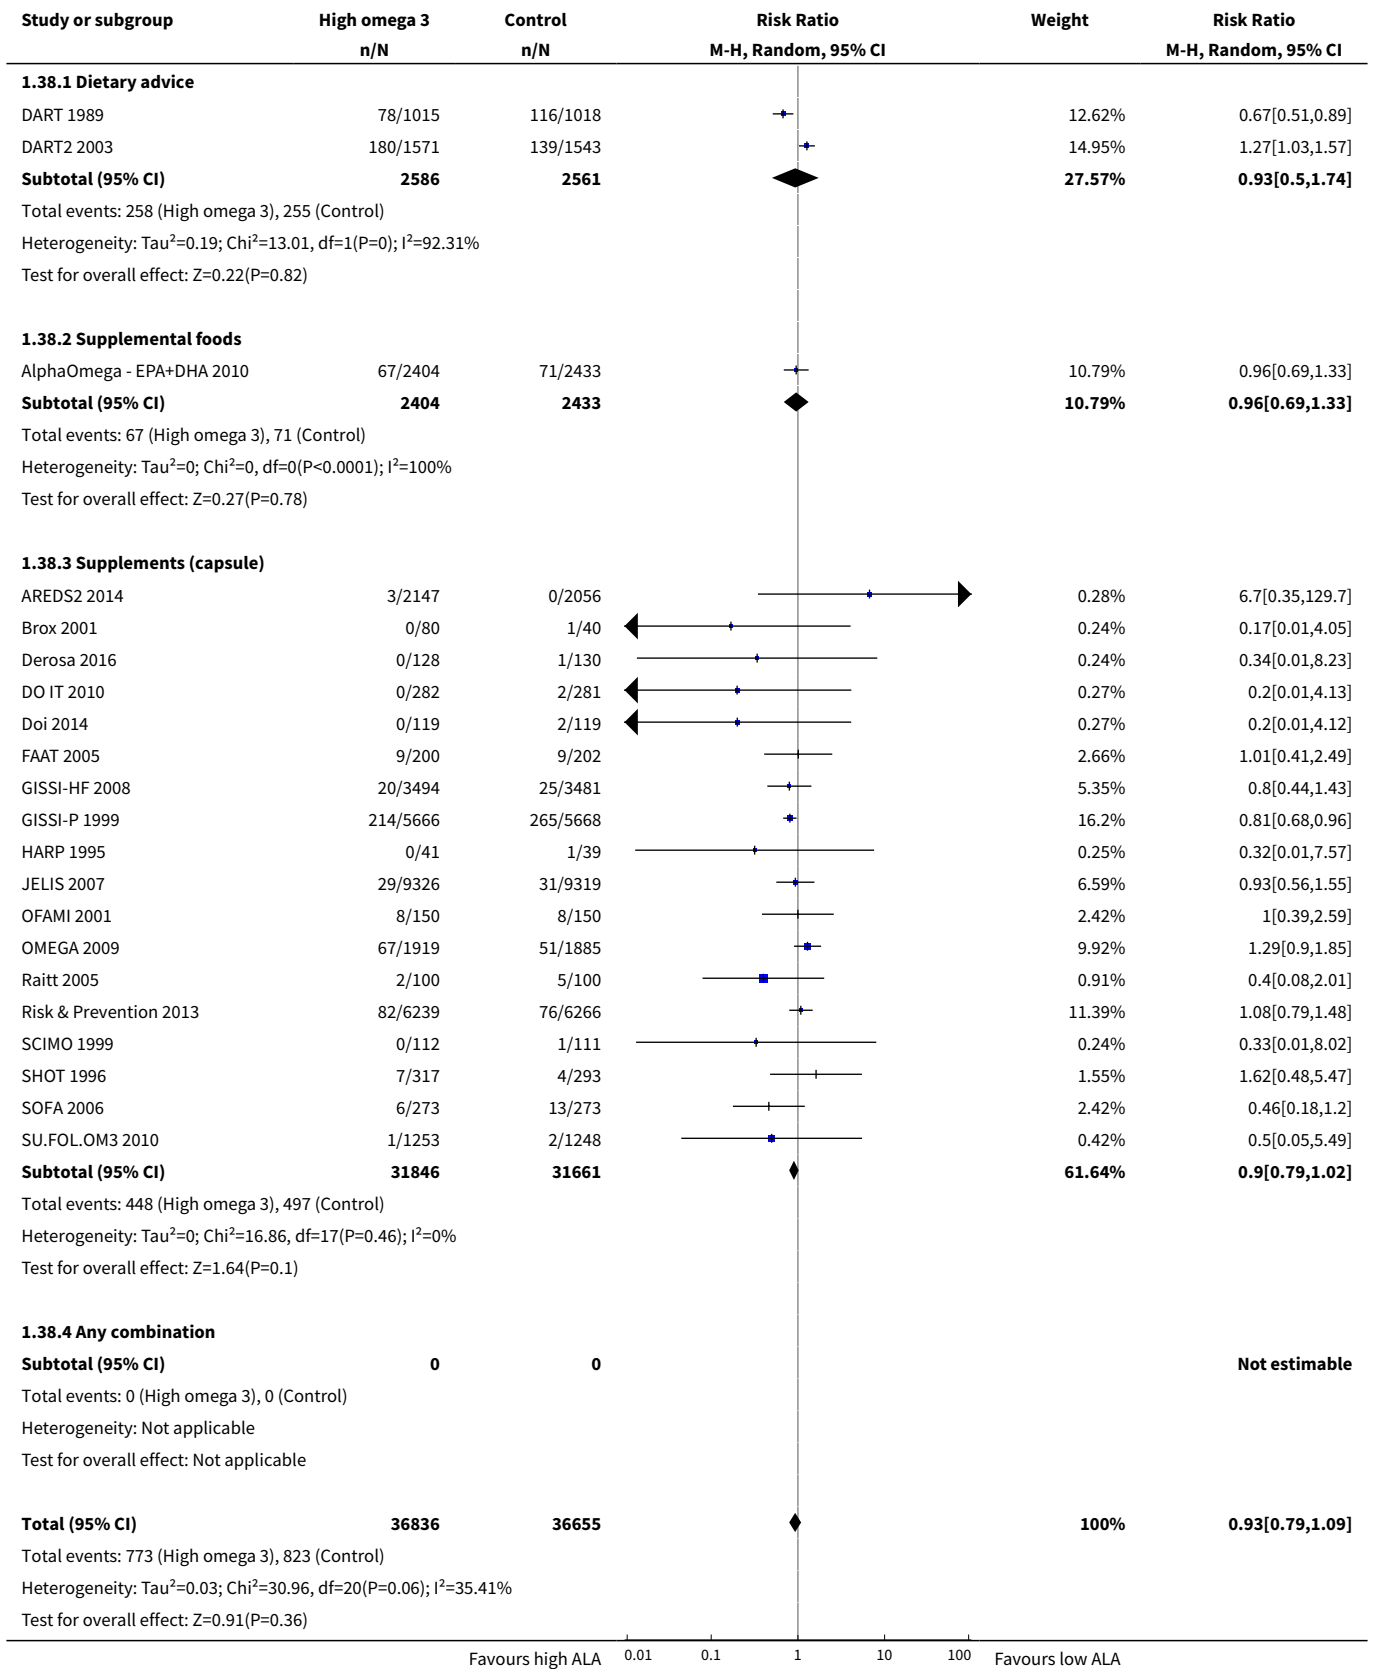 Study or subgroup High omega 3 Control Risk Ratio Weight Risk Ratio
n/N n/N M-H, Random, 95% CI M-H, Random, 95% CI
1.38.1 Dietary advice
DART 1989 78/1015 116/1018 12.62% 0.67[0.51,0.89]
DART2 2003 180/1571 139/1543 14.95% 1.27[1.03,1.57]
Subtotal (95% CI) 2586 2561 27.57% 0.93[0.5,1.74]
Total events: 258 (High omega 3), 255 (Control)
Heterogeneity: Tau²=0.19; Chi²=13.01, df=1(P=0); I²=92.31%
Test for overall effect: Z=0.22(P=0.82)
1.38.2 Supplemental foods
AlphaOmega - EPA+DHA 2010 67/2404 71/2433 10.79% 0.96[0.69,1.33]
Subtotal (95% CI) 2404 2433 10.79% 0.96[0.69,1.33]
Total events: 67 (High omega 3), 71 (Control)
Heterogeneity: Tau²=0; Chi²=0, df=0(P<0.0001); I²=100%
Test for overall effect: Z=0.27(P=0.78)
1.38.3 Supplements (capsule)
AREDS2 2014 3/2147 0/2056 0.28% 6.7[0.35,129.7]
Brox 2001 0/80 1/40 0.24% 0.17[0.01,4.05]
Derosa 2016 0/128 1/130 0.24% 0.34[0.01,8.23]
DO IT 2010 0/282 2/281 0.27% 0.2[0.01,4.13]
Doi 2014 0/119 2/119 0.27% 0.2[0.01,4.12]
FAAT 2005 9/200 9/202 2.66% 1.01[0.41,2.49]
GISSI-HF 2008 20/3494 25/3481 5.35% 0.8[0.44,1.43]
GISSI-P 1999 214/5666 265/5668 16.2% 0.81[0.68,0.96]
HARP 1995 0/41 1/39 0.25% 0.32[0.01,7.57]
JELIS 2007 29/9326 31/9319 6.59% 0.93[0.56,1.55]
OFAMI 2001 8/150 8/150 2.42% 1[0.39,2.59]
OMEGA 2009 67/1919 51/1885 9.92% 1.29[0.9,1.85]
Raitt 2005 2/100 5/100 0.91% 0.4[0.08,2.01]
Risk & Prevention 2013 82/6239 76/6266 11.39% 1.08[0.79,1.48]
SCIMO 1999 0/112 1/111 0.24% 0.33[0.01,8.02]
SHOT 1996 7/317 4/293 1.55% 1.62[0.48,5.47]
SOFA 2006 6/273 13/273 2.42% 0.46[0.18,1.2]
SU.FOL.OM3 2010 1/1253 2/1248 0.42% 0.5[0.05,5.49]
Subtotal (95% CI) 31846 31661 61.64% 0.9[0.79,1.02]
Total events: 448 (High omega 3), 497 (Control)
Heterogeneity: Tau²=0; Chi²=16.86, df=17(P=0.46); I²=0%
Test for overall effect: Z=1.64(P=0.1)
1.38.4 Any combination
Subtotal (95% CI) 0 0 Not estimable
Total events: 0 (High omega 3), 0 (Control)
Heterogeneity: Not applicable
Test for overall effect: Not applicable
Total (95% CI) 36836 36655 100% 0.93[0.79,1.09]
Total events: 773 (High omega 3), 823 (Control)
Heterogeneity: Tau²=0.03; Chi²=30.96, df=20(P=0.06); I²=35.41%
Test for overall effect: Z=0.91(P=0.36)
Favours high ALA 0.01 0.1 1 10 100 Favours low ALA